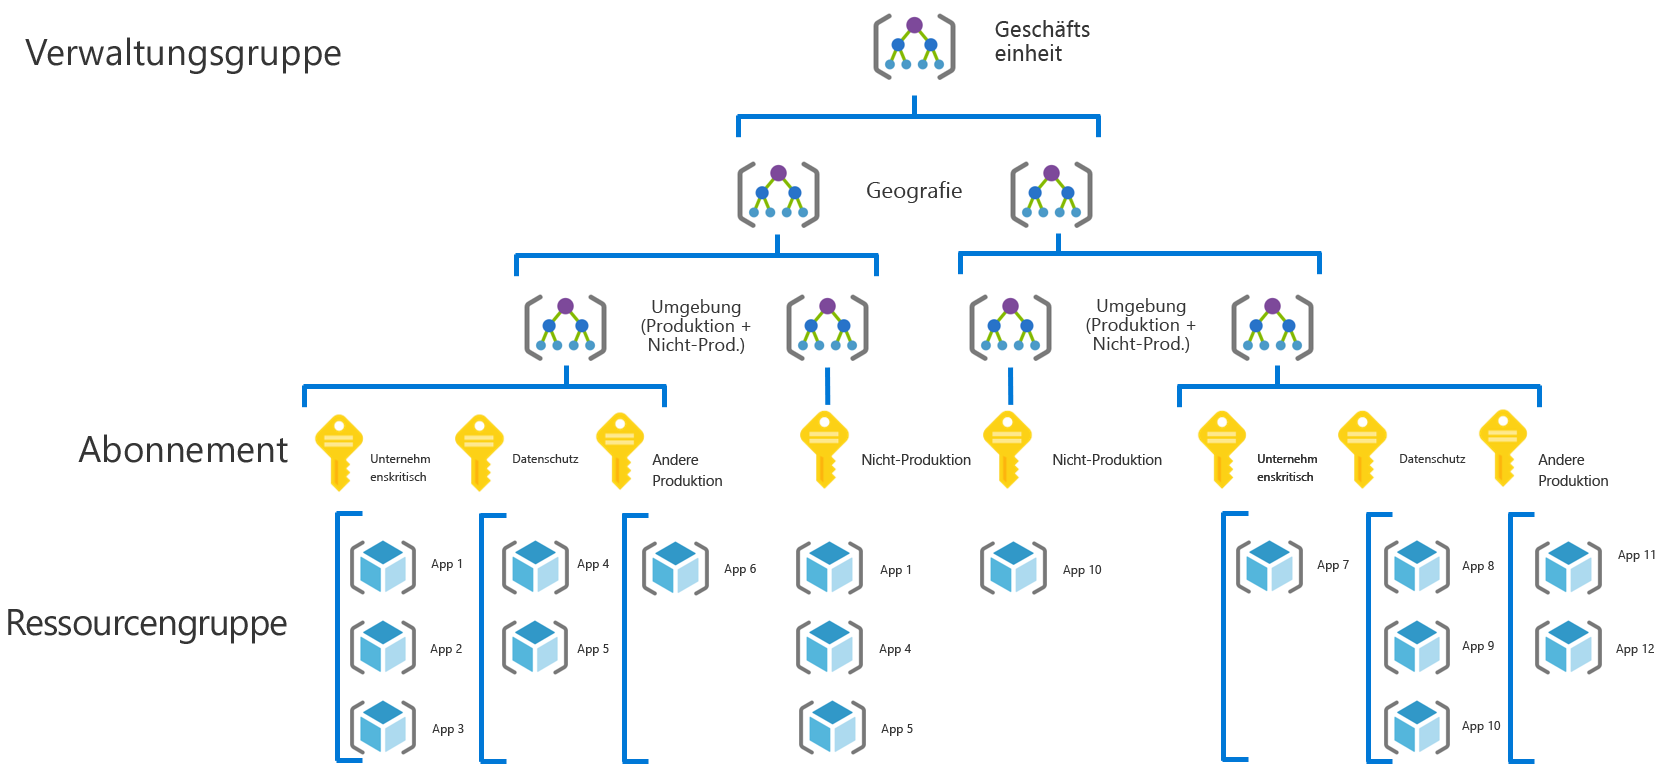 Verwaltungsgruppe
Geschäfts
einheit
Geografie
Umgebung
(Produktion +
Nicht-Prod.)
Umgebung
(Produktion +
Nicht-Prod.)
Abonnement
Unternehm
enskritisch
Datenschutz
Andere
Produktion
Nicht-Produktion
Nicht-Produktion
Unternehm
enskritisch
Datenschutz
Andere
Produktion
Ressourcengruppe
App 1
App 4
App 6
App 1
App 10
App 7
App 8
App 11
App 2
App 5
App 4
App 9
App 12
App 3
App 5
App 10